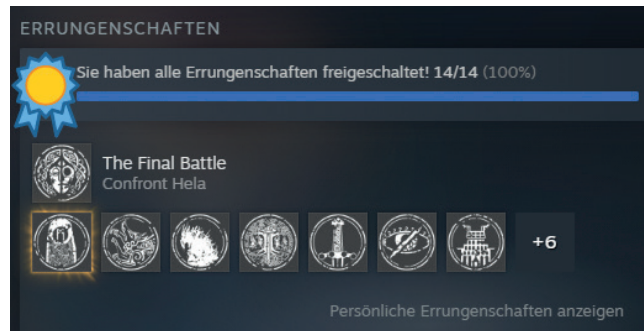 ERRUNGENSCHAFTEN
Sie haben alle Errungenschaften freigeschaltet! 14/14 (100%)
The Final Battle
Confront Hela
+6
Persönliche Errungenschaften anzeigen